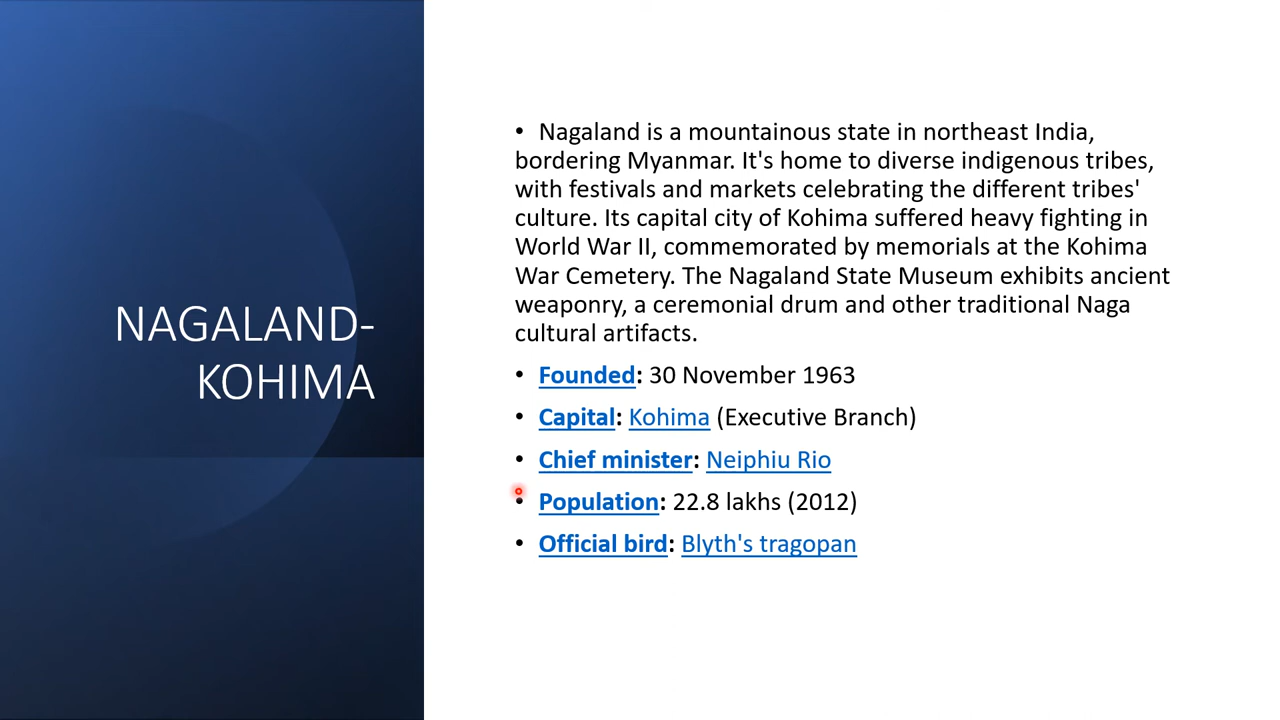 NAGALAND-
KOHIMA
• Nagaland is a mountainous state in northeast India,
bordering Myanmar. It's home to diverse indigenous tribes,
with festivals and markets celebrating the different tribes'
culture. Its capital city of Kohima suffered heavy fighting in
World War II, commemorated by memorials at the Kohima
War Cemetery. The Nagaland State Museum exhibits ancient
weaponry, a ceremonial drum and other traditional Naga
cultural artifacts.
• Founded: 30 November 1963
• Capital: Kohima (Executive Branch)
• Chief minister: Neiphiu Rio
• Population: 22.8 lakhs (2012)
• Official bird: Blyth's tragopan